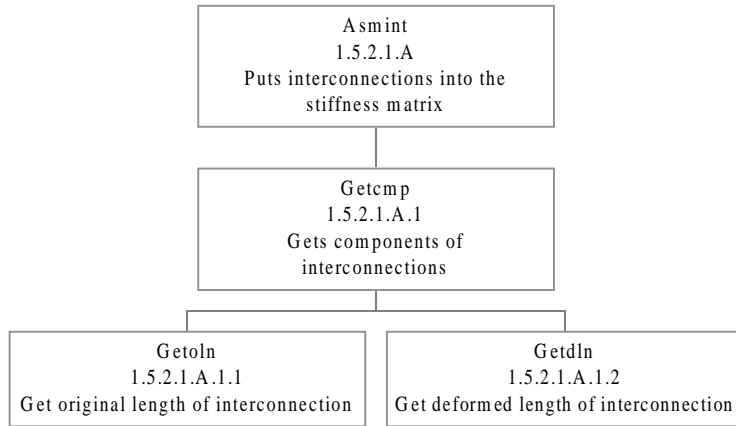 Asmint
1.5.2.1.A
Puts interconnections into the
stiffness matrix
Getcmp
1.5.2.1.A.1
Gets components of
interconnections
Getoln
1.5.2.1.A.1.1
Get original length of interconnection
Getdln
1.5.2.1.A.1.2
Get deformed length of interconnection